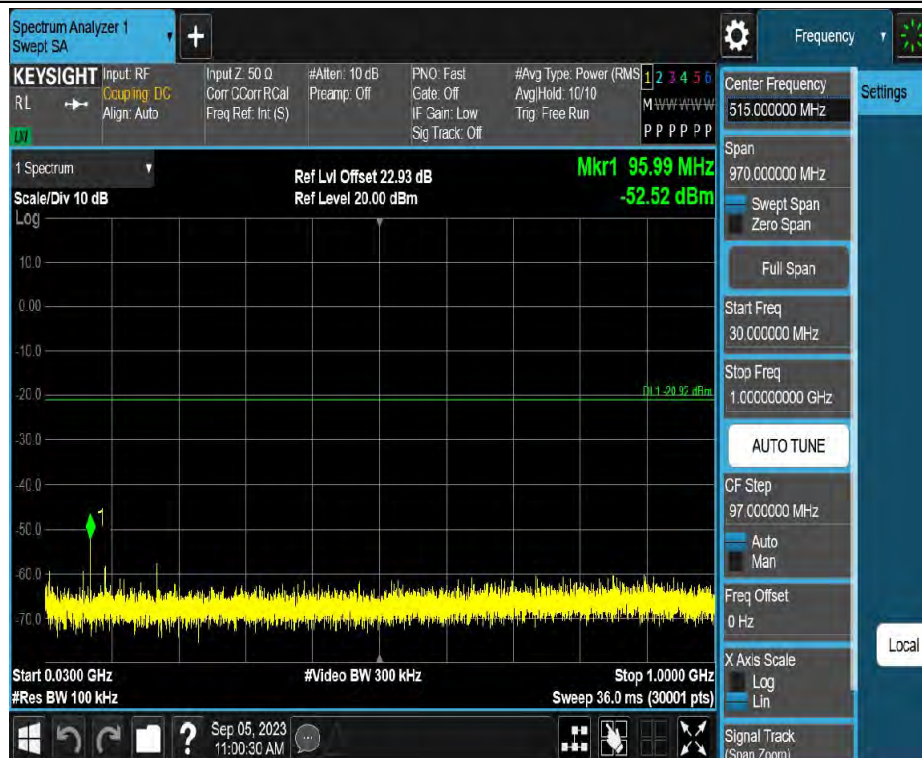 Spectrum Analyzer 1
Swept SA
+
Frequency
KEYSIGHT
RL
LXI
Input: RF
Coupling: DC
Align: Auto
Input Z: 50 Ω
Corr CCorr RCal
Freq Ref: Int (S)
#Atten: 10 dB
Preamp: Off
PNO: Fast
Gate: Off
IF Gain: Low
Sig Track: Off
#Avg Type: Power (RMS
Avg|Hold: 10/10
Trig: Free Run
1 2 3 4 5 6
M W W W W W
P P P P P P
1 Spectrum
Scale/Div 10 dB
Log
Ref Lvl Offset 22.93 dB
Ref Level 20.00 dBm
Mkr1 95.99 MHz
-52.52 dBm
10.0
0.00
-10.0
-20.0
DL1 -20.92 dBm
-30.0
-40.0
1
-50.0
-60.0
-70.0
Start 0.0300 GHz
#Res BW 100 kHz
#Video BW 300 kHz
Stop 1.0000 GHz
Sweep 36.0 ms (30001 pts)
?
Sep 05, 2023
11:00:30 AM
Center Frequency
515.000000 MHz
Span
970.000000 MHz
Swept Span
Zero Span
Full Span
Start Freq
30.000000 MHz
Stop Freq
1.000000000 GHz
AUTO TUNE
CF Step
97.000000 MHz
Auto
Man
Freq Offset
0 Hz
X Axis Scale
Log
Lin
Signal Track
(Span Zoom)
Settings
Local